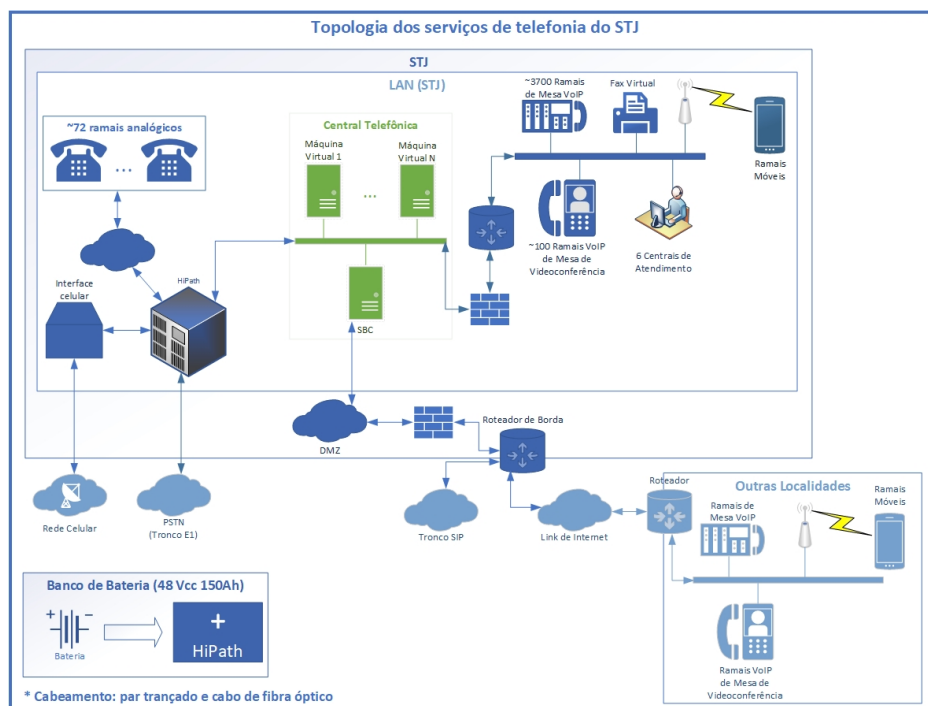 Topologia dos serviços de telefonia do STJ
STJ
LAN (STJ)
~72 ramais analógicos
...
Central Telefônica
Máquina
Virtual 1
Máquina
Virtual N
...
SBC
~3700 Ramais
de Mesa VoIP
Fax Virtual
Ramais
Móveis
~100 Ramais VoIP
de Mesa de
Videoconferência
6 Centrais de
Atendimento
Interface
celular
HiPath
DMZ
Roteador de Borda
Rede Celular
PSTN
(Tronco E1)
Tronco SIP
Link de Internet
Roteador
Outras Localidades
Ramais de
Mesa VoIP
Ramais
Móveis
Ramais VoIP
de Mesa de
Videoconferência
Banco de Bateria (48 Vcc 150Ah)
+ −
Bateria
+
HiPath
* Cabeamento: par trançado e cabo de fibra óptico